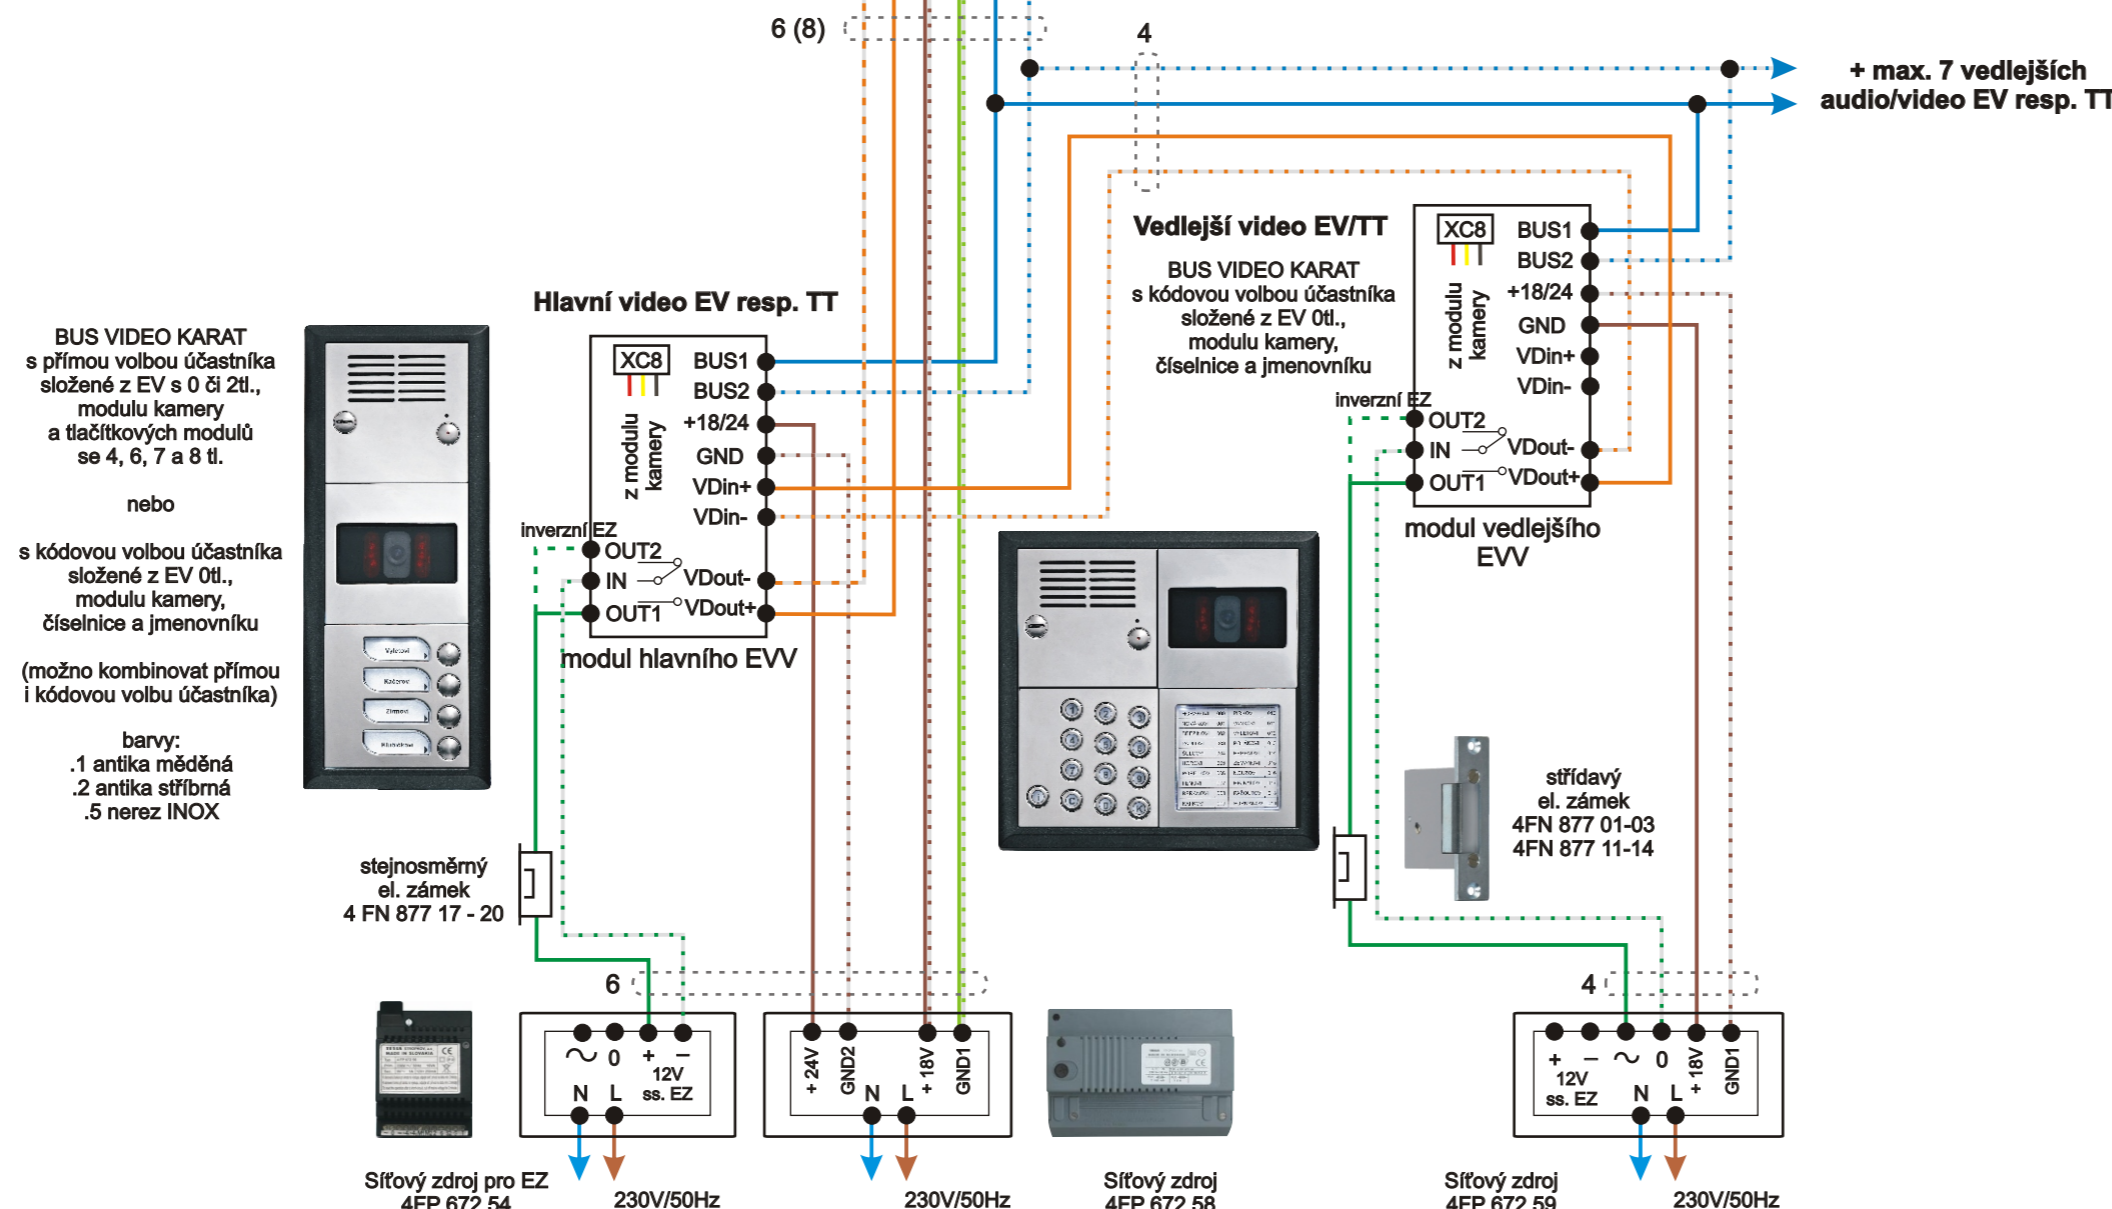 6 (8)
4
+ max. 7 vedlejších
audio/video EV resp. TT
Vedlejší video EV/TT
BUS VIDEO KARAT
s kódovou volbou účastníka
složené z EV 0tl.,
modulu kamery,
číselnice a jmenovníku
XC8
z modulu
kamery
BUS1
BUS2
+18/24
GND
VDin+
VDin-
inverzní EZ
OUT2
IN
VDout-
OUT1
VDout+
modul vedlejšího
EVV
Hlavní video EV resp. TT
XC8
z modulu
kamery
BUS1
BUS2
+18/24
GND
VDin+
VDin-
inverzní EZ
OUT2
IN
VDout-
OUT1
VDout+
modul hlavního EVV
BUS VIDEO KARAT
s přímou volbou účastníka
složené z EV s 0 či 2tl.,
modulu kamery
a tlačítkových modulů
se 4, 6, 7 a 8 tl.
nebo
s kódovou volbou účastníka
složené z EV 0tl.,
modulu kamery,
číselnice a jmenovníku
(možno kombinovat přímou
i kódovou volbu účastníka)
barvy:
.1 antika měděná
.2 antika stříbrná
.5 nerez INOX
stejnosměrný
el. zámek
4 FN 877 17 - 20
střídavý
el. zámek
4FN 877 01-03
4FN 877 11-14
6
4
0
+
–
12V
ss. EZ
N
L
+ 24V
GND2
N
L
+ 18V
GND1
+
–
0
12V
ss. EZ
N
L
+ 18V
GND1
Síťový zdroj pro EZ
4FP 672 54
230V/50Hz
230V/50Hz
Síťový zdroj
4FP 672 58
Síťový zdroj
4FP 672 59
230V/50Hz